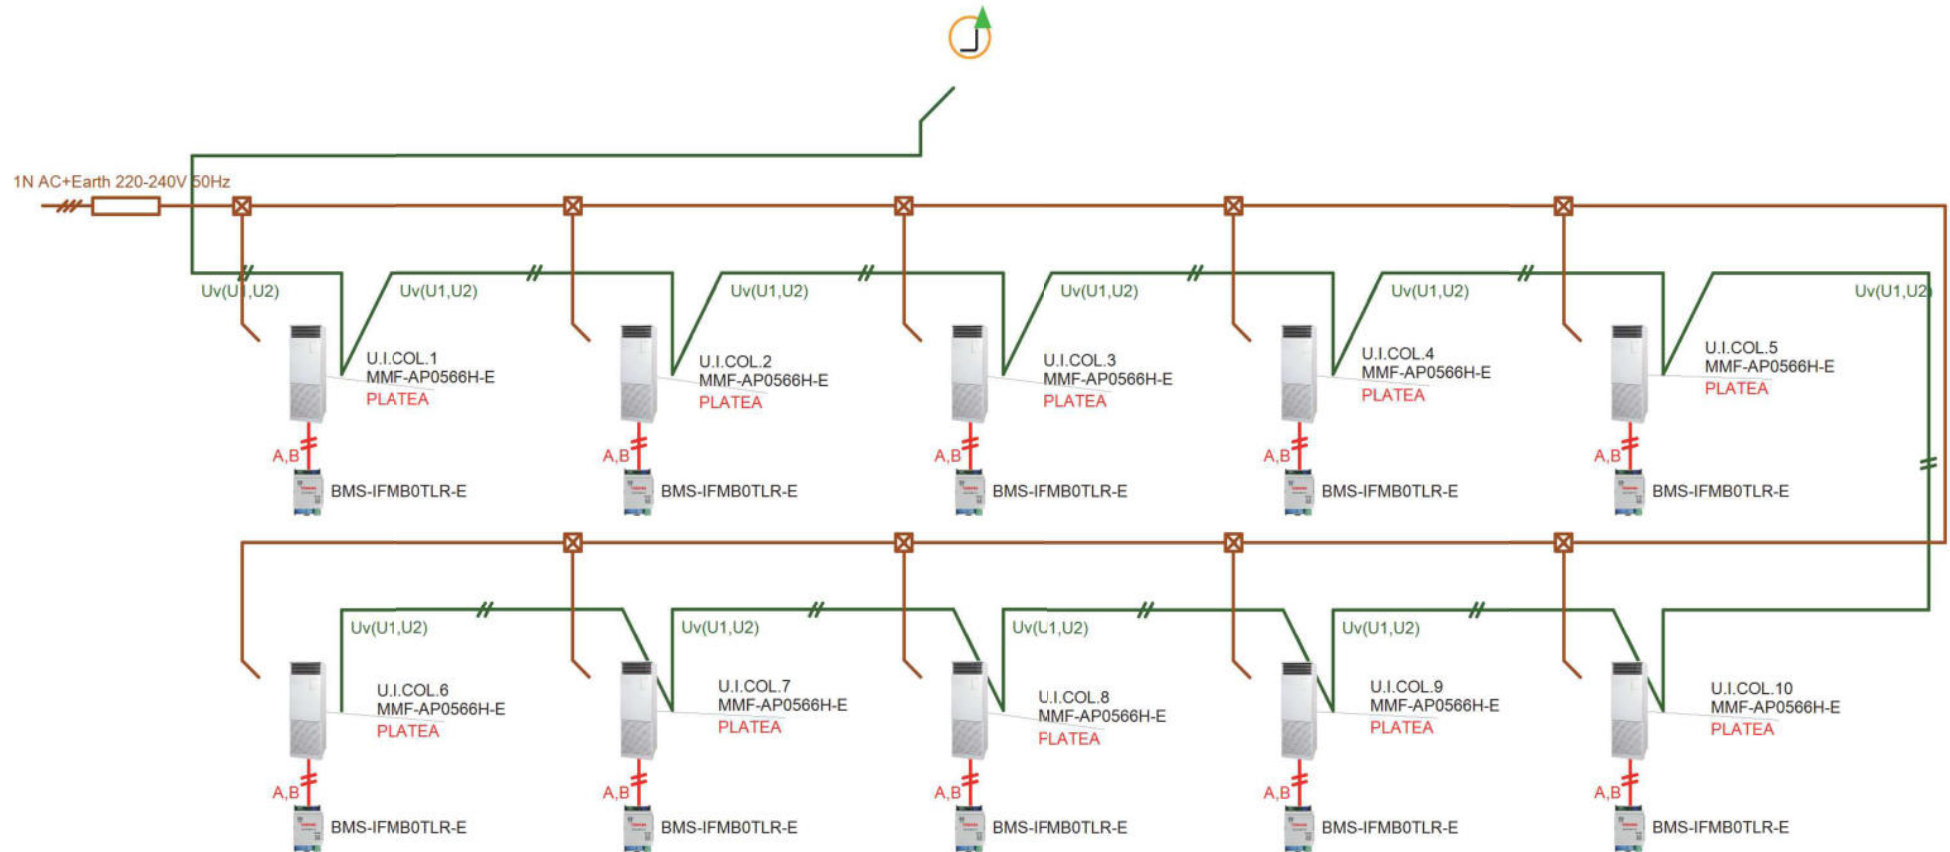 1N AC+Earth 220-240V 50Hz
Uv(U1,U2)
Uv(U1,U2)
Uv(U1,U2)
Uv(U1,U2)
Uv(U1,U2)
Uv(U1,U2)
U.I.COL.1
MMF-AP0566H-E
PLATEA
U.I.COL.2
MMF-AP0566H-E
PLATEA
U.I.COL.3
MMF-AP0566H-E
PLATEA
U.I.COL.4
MMF-AP0566H-E
PLATEA
U.I.COL.5
MMF-AP0566H-E
PLATEA
A,B
A,B
A,B
A,B
A,B
BMS-IFMB0TLR-E
BMS-IFMB0TLR-E
BMS-IFMB0TLR-E
BMS-IFMB0TLR-E
BMS-IFMB0TLR-E
Uv(U1,U2)
Uv(U1,U2)
Uv(U1,U2)
Uv(U1,U2)
U.I.COL.6
MMF-AP0566H-E
PLATEA
U.I.COL.7
MMF-AP0566H-E
PLATEA
U.I.COL.8
MMF-AP0566H-E
PLATEA
U.I.COL.9
MMF-AP0566H-E
PLATEA
U.I.COL.10
MMF-AP0566H-E
PLATEA
A,B
A,B
A,B
A,B
A,B
BMS-IFMB0TLR-E
BMS-IFMB0TLR-E
BMS-IFMB0TLR-E
BMS-IFMB0TLR-E
BMS-IFMB0TLR-E